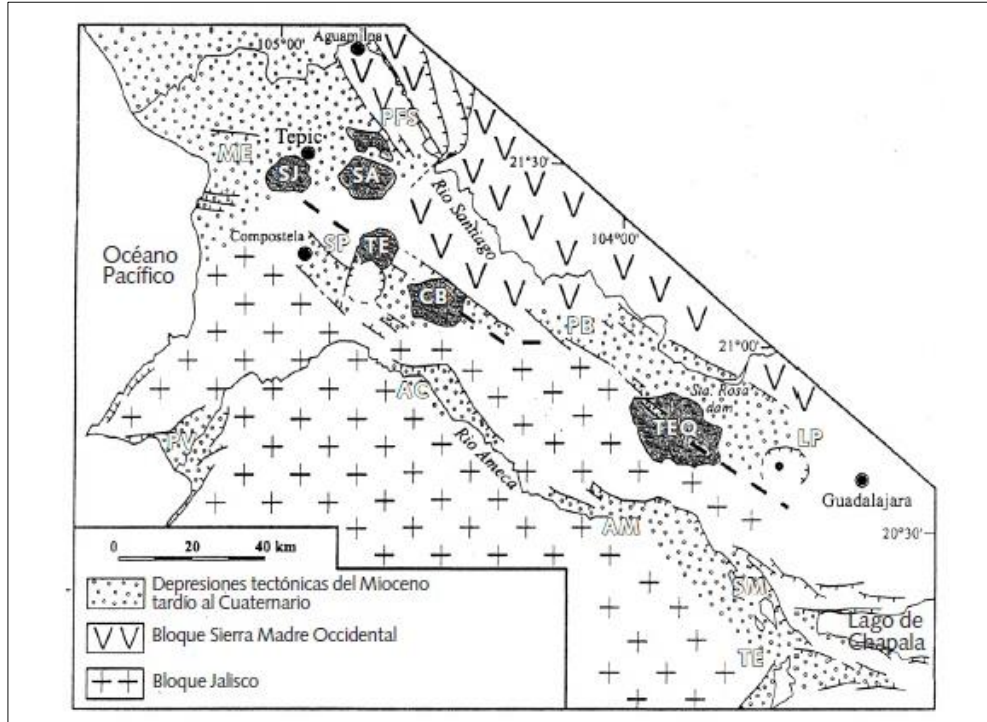 105°00'
Aguamilpa
PFS
ME
Tepic
21°30'
SJ
SA
Rio Santiago
104°00'
Compostela
SP
TE
Océano
Pacífico
CB
PB
21°00'
AC
Sta. Rosa
dam
TEQ
LP
PV
Rio Ameca
Guadalajara
AM
20°30'
0 20 40 km
SM
Depresiones tectónicas del Mioceno
tardío al Cuaternario
Lago de
Chapala
Bloque Sierra Madre Occidental
TE
Bloque Jalisco